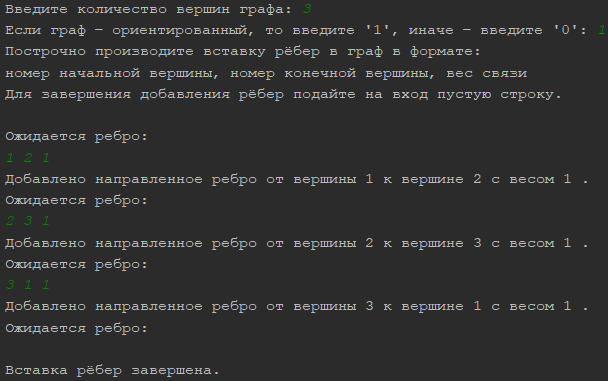 Введите количество вершин графа: 3
Если граф – ориентированный, то введите '1', иначе – введите '0': 1
Построчно производите вставку рёбер в граф в формате:
номер начальной вершины, номер конечной вершины, вес связи
Для завершения добавления рёбер подайте на вход пустую строку.
Ожидается ребро:
1 2 1
Добавлено направленное ребро от вершины 1 к вершине 2 с весом 1 .
Ожидается ребро:
2 3 1
Добавлено направленное ребро от вершины 2 к вершине 3 с весом 1 .
Ожидается ребро:
3 1 1
Добавлено направленное ребро от вершины 3 к вершине 1 с весом 1 .
Ожидается ребро:
Вставка рёбер завершена.